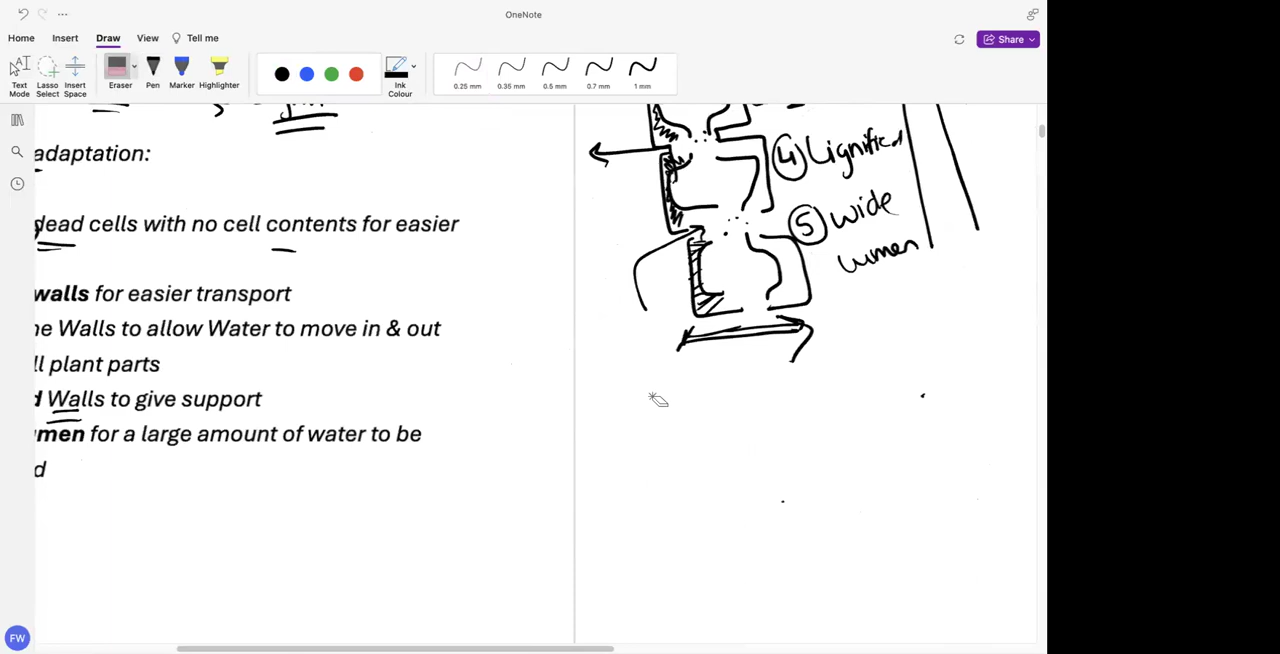 OneNote
Home Insert Draw View Tell me
Share
Text Mode
Lasso Select
Insert Space
Eraser
Pen
Marker
Highlighter
Ink Colour
0.25 mm
0.35 mm
0.5 mm
0.7 mm
1 mm
adaptation:
dead cells with no cell contents for easier
walls for easier transport
ne Walls to allow Water to move in & out
ll plant parts
d Walls to give support
umen for a large amount of water to be
d
4 Lignified
5 wide
lumen
FW